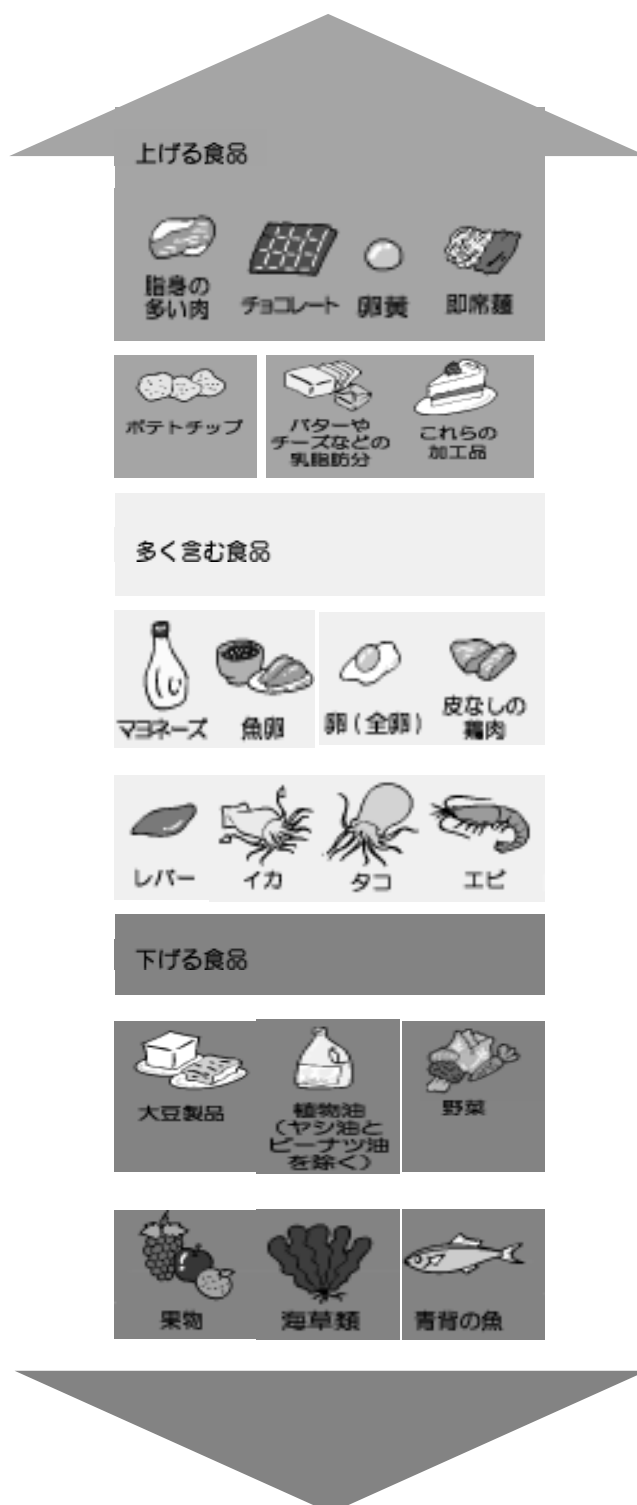 上げる食品
脂身の
多い肉
チョコレート
卵黄
即席麺
ポテトチップ
バターや
チーズなどの
乳脂肪分
これらの
加工品
多く含む食品
マヨネーズ
魚卵
卵(全卵)
皮なしの
鶏肉
レバー
イカ
タコ
エビ
下げる食品
大豆製品
植物油
(ヤシ油と
ピーナツ油
を除く)
野菜
果物
海草類
青背の魚